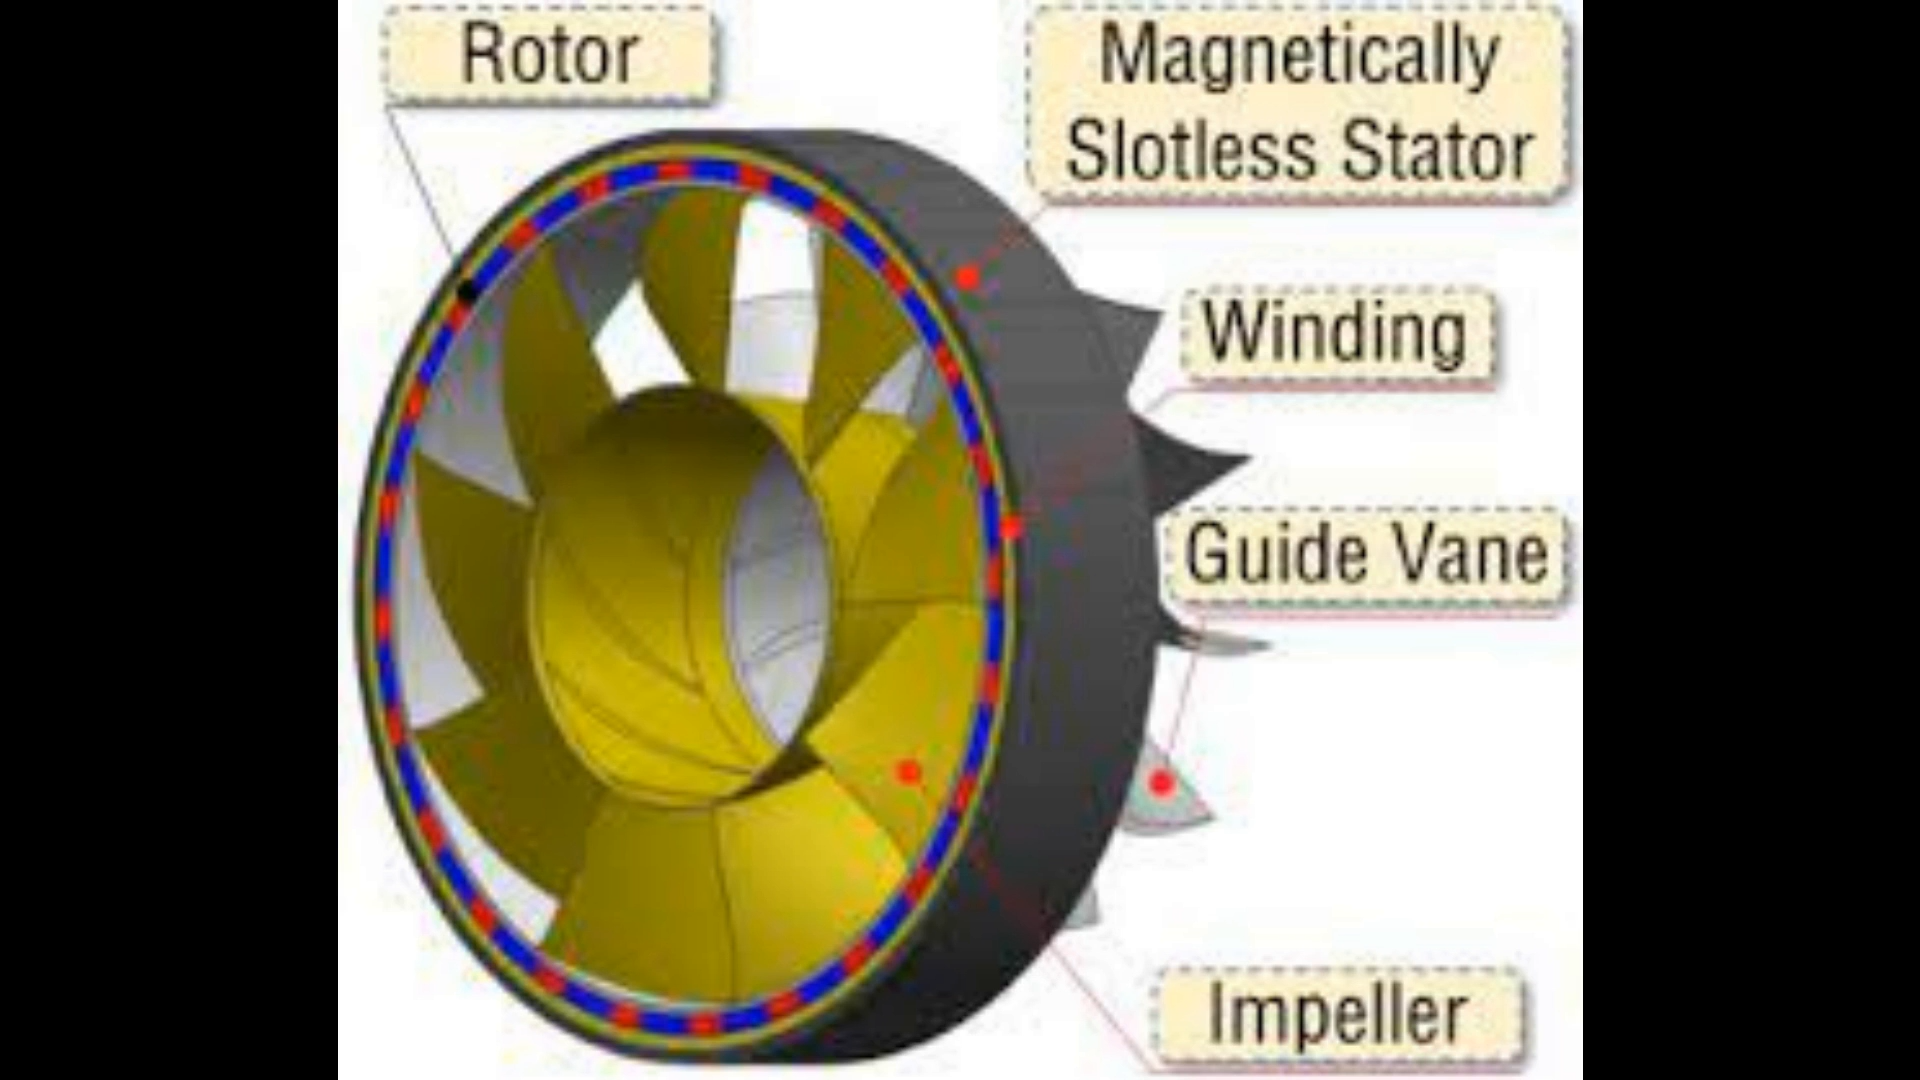 Rotor
Magnetically
Slotless Stator
Winding
Guide Vane
Impeller